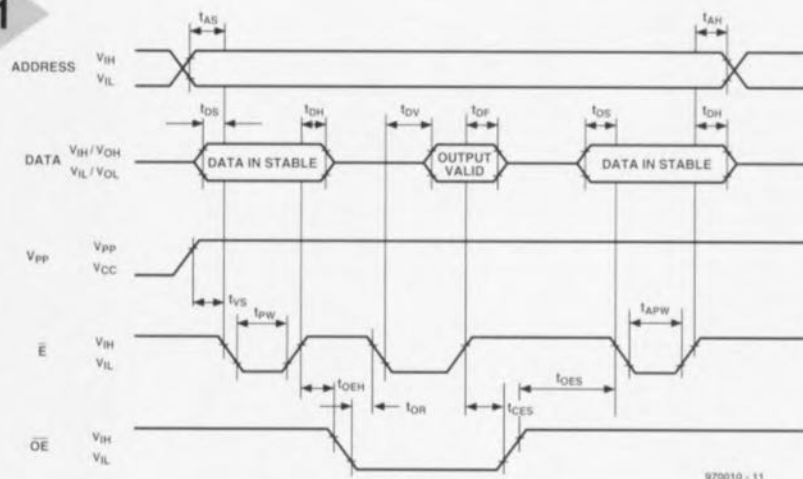 1
tAS
tAH
ADDRESS VIH
VIL
tDS
tDH
tDV
tDF
tDS
tDH
DATA VIH / VOH
VIL / VOL
DATA IN STABLE
OUTPUT
VALID
DATA IN STABLE
VPP VPP
VCC
tVS
tPW
tAPW
E VIH
VIL
tOEH
tOR
tCES
tOES
OE VIH
VIL
970010 - 11